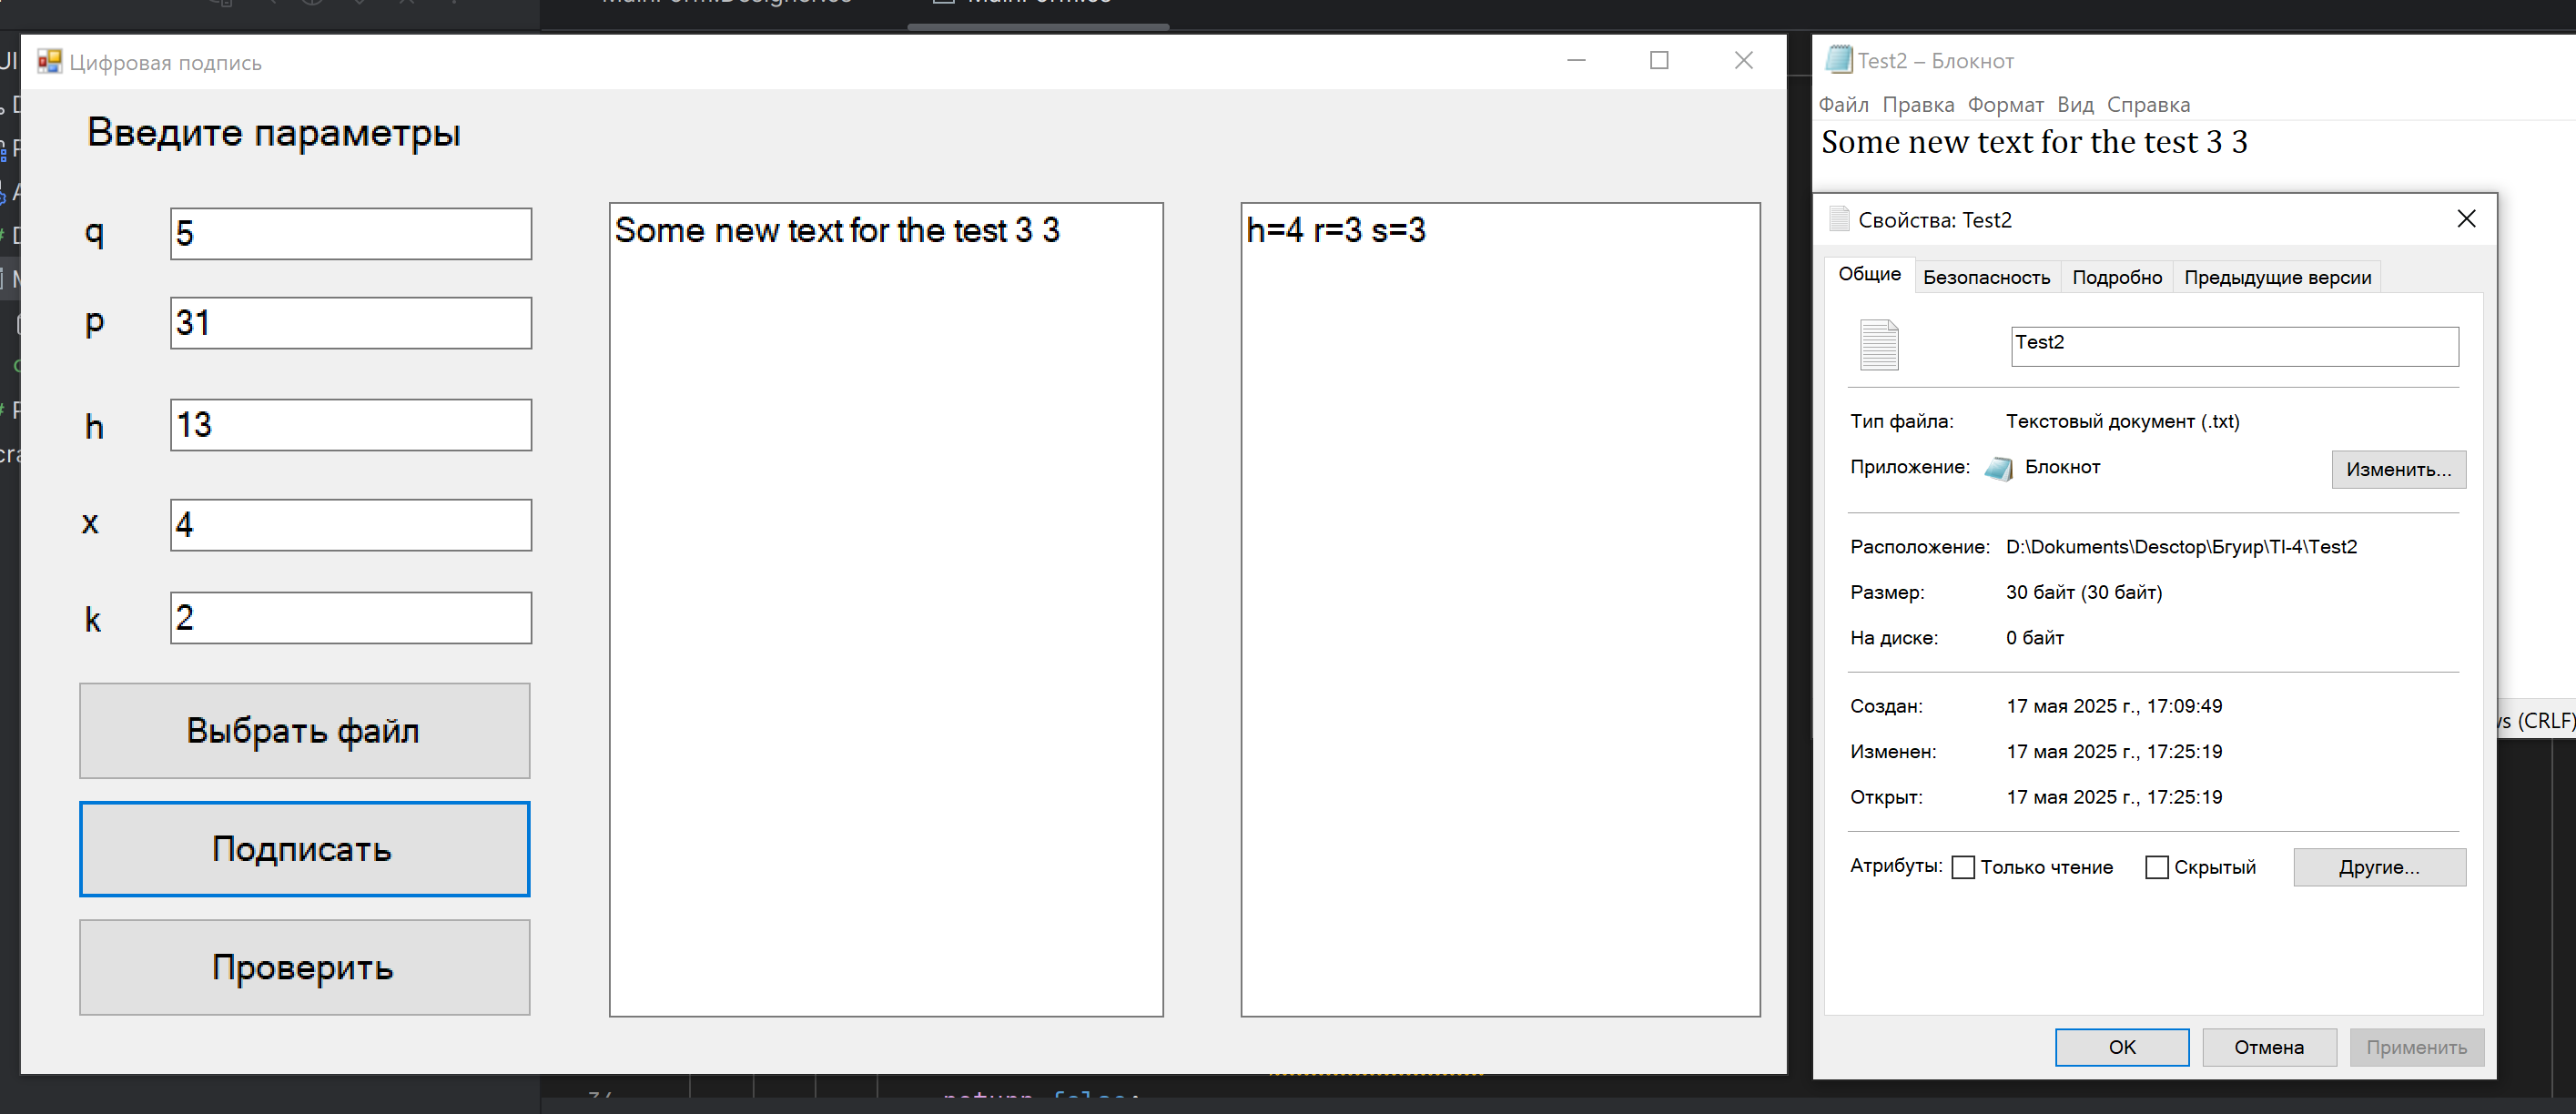 Цифровая подпись
Введите параметры
q 5
p 31
h 13
x 4
k 2
Выбрать файл
Подписать
Проверить
Some new text for the test 3 3
h=4 r=3 s=3
Test2 – Блокнот
Файл Правка Формат Вид Справка
Some new text for the test 3 3
Свойства: Test2
Общие Безопасность Подробно Предыдущие версии
Test2
Тип файла: Текстовый документ (.txt)
Приложение: Блокнот Изменить...
Расположение: D:\Dokuments\Desctop\Бгуир\TI-4\Test2
Размер: 30 байт (30 байт)
На диске: 0 байт
Создан: 17 мая 2025 г., 17:09:49
Изменен: 17 мая 2025 г., 17:25:19
Открыт: 17 мая 2025 г., 17:25:19
Атрибуты: Только чтение Скрытый Другие...
ОК Отмена Применить
(CRLF)